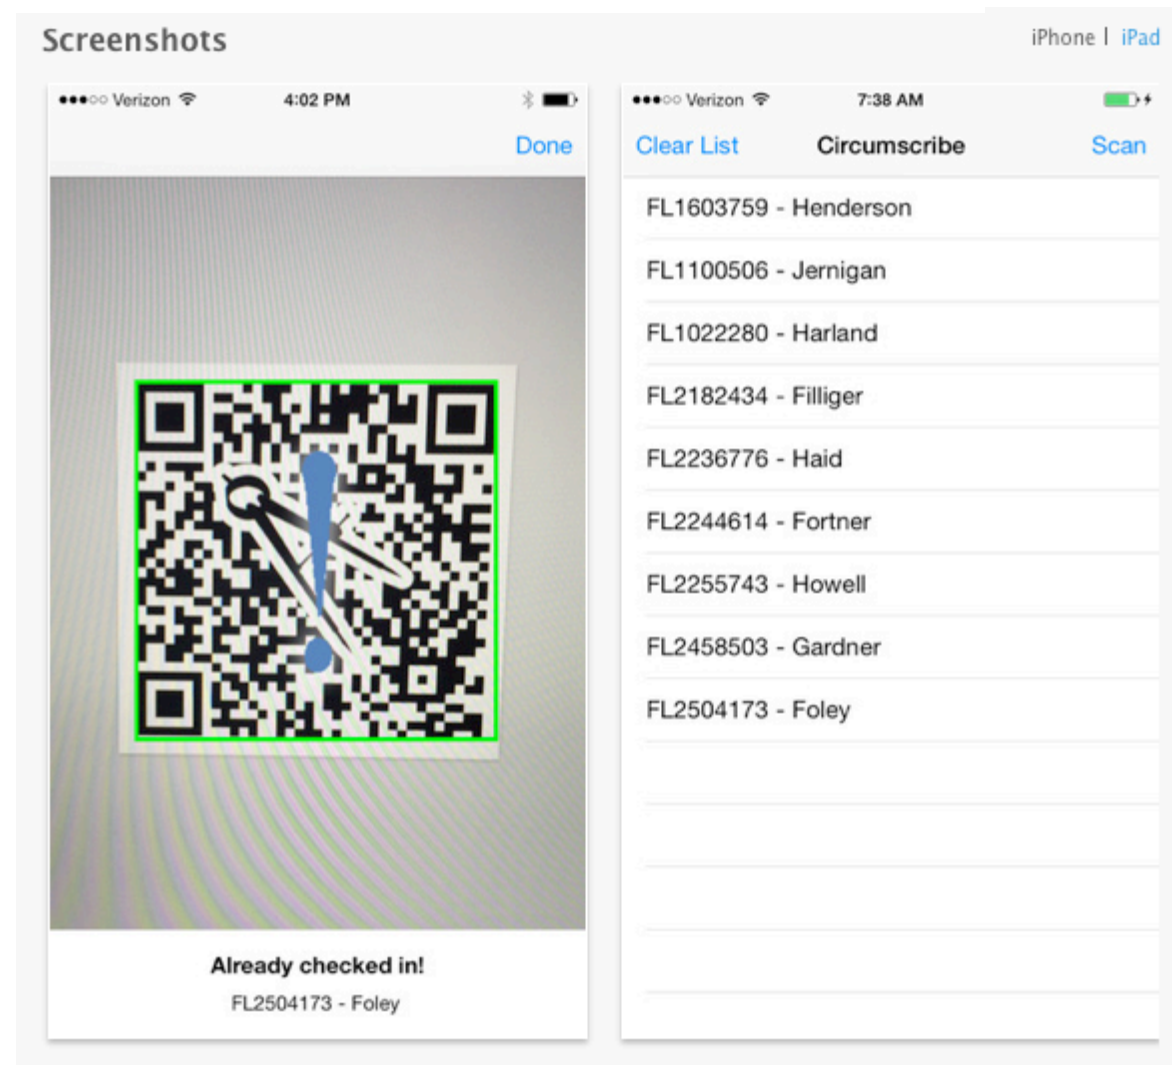 Screenshots
iPhone | iPad
Verizon 4:02 PM
Done
Already checked in!
FL2504173 - Foley
Verizon 7:38 AM
Clear List Circumscribe Scan
FL1603759 - Henderson
FL1100506 - Jernigan
FL1022280 - Harland
FL2182434 - Filliger
FL2236776 - Haid
FL2244614 - Fortner
FL2255743 - Howell
FL2458503 - Gardner
FL2504173 - Foley